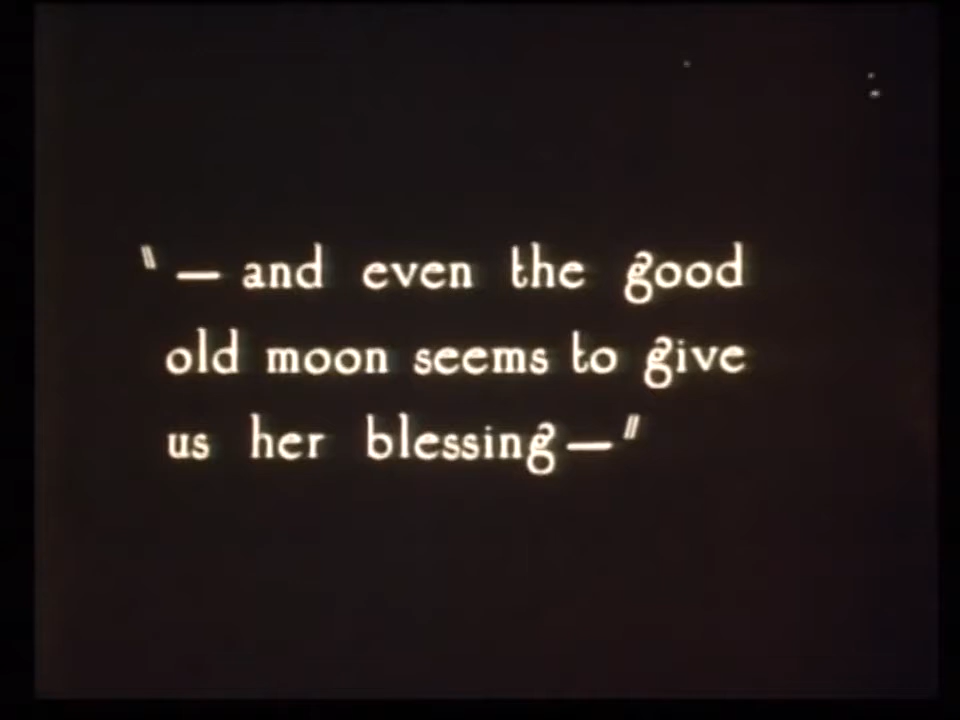 "— and even the good
old moon seems to give
us her blessing—"